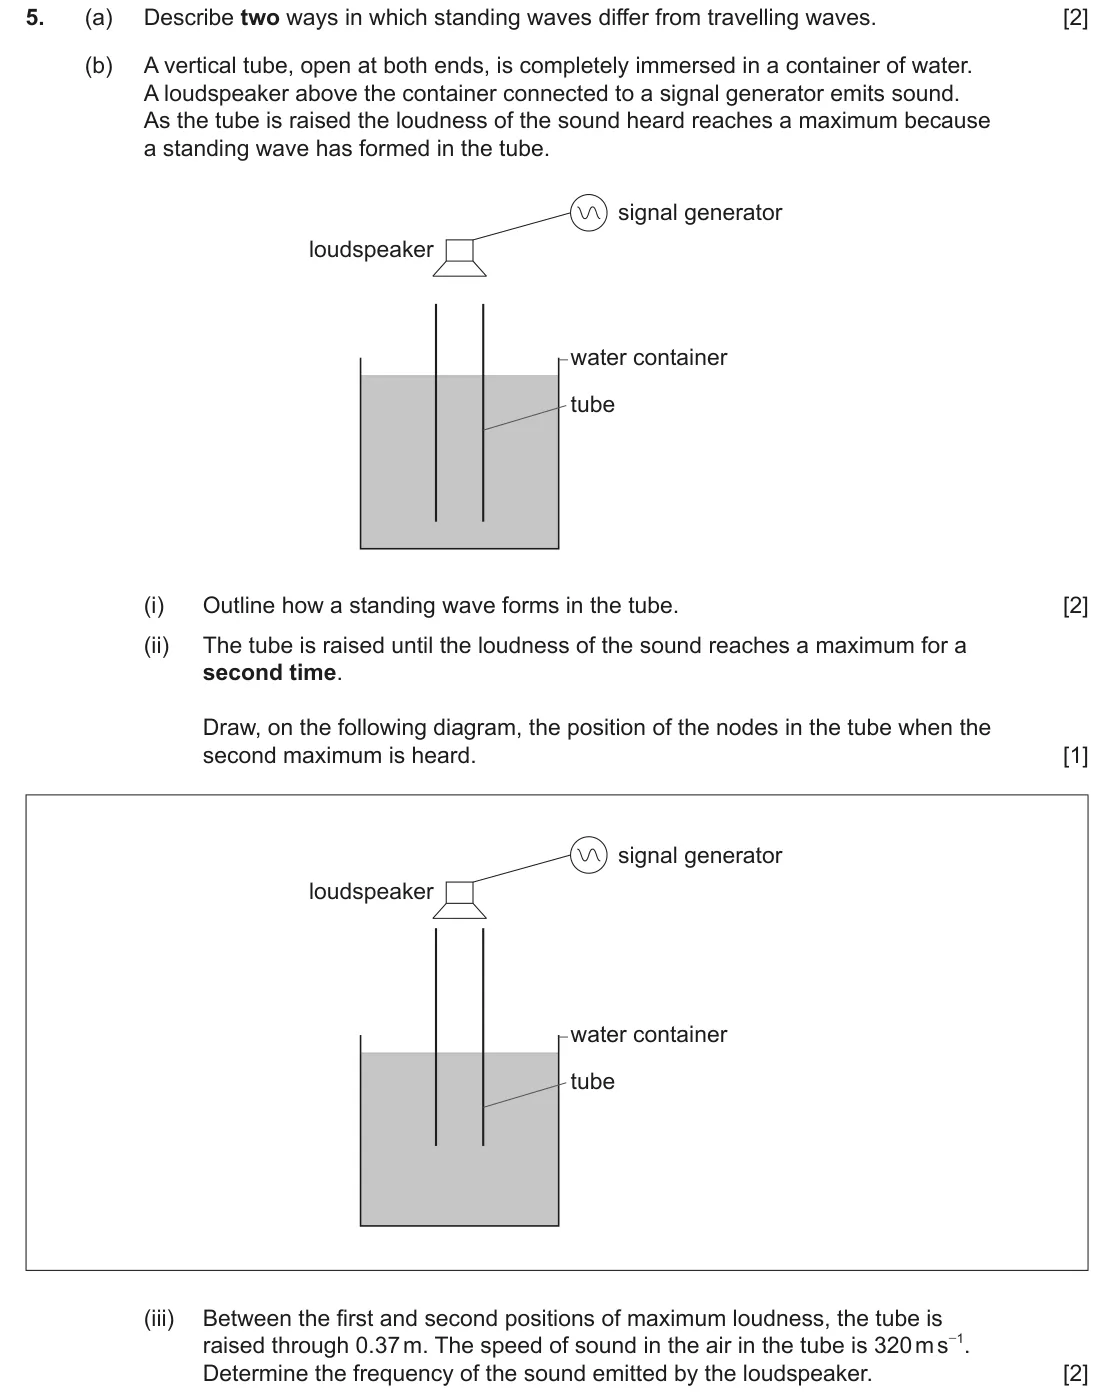 5. (a) Describe two ways in which standing waves differ from travelling waves. [2]
(b) A vertical tube, open at both ends, is completely immersed in a container of water.
A loudspeaker above the container connected to a signal generator emits sound.
As the tube is raised the loudness of the sound heard reaches a maximum because
a standing wave has formed in the tube.
signal generator
loudspeaker
water container
tube
(i) Outline how a standing wave forms in the tube. [2]
(ii) The tube is raised until the loudness of the sound reaches a maximum for a
second time.
Draw, on the following diagram, the position of the nodes in the tube when the
second maximum is heard. [1]
signal generator
loudspeaker
water container
tube
(iii) Between the first and second positions of maximum loudness, the tube is
raised through 0.37 m. The speed of sound in the air in the tube is 320 m s⁻¹.
Determine the frequency of the sound emitted by the loudspeaker. [2]